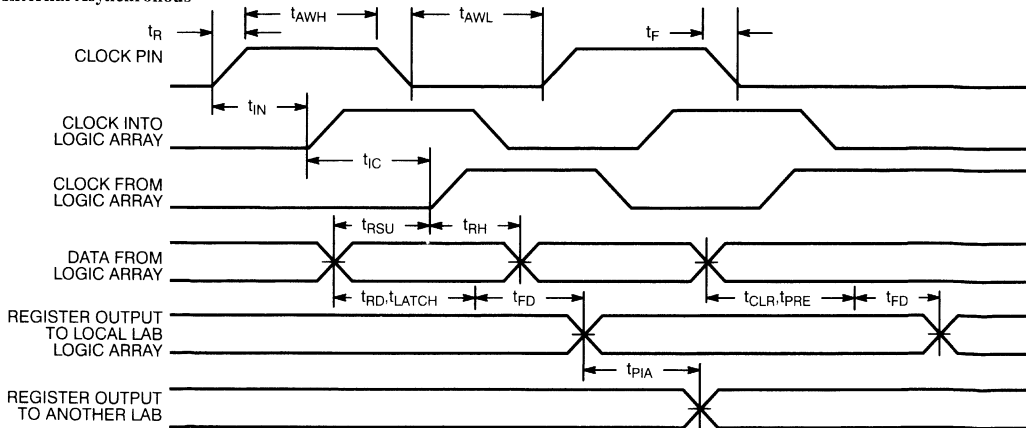 tAWH
tAWL
tR
tF
CLOCK PIN
tIN
CLOCK INTO
LOGIC ARRAY
tIC
CLOCK FROM
LOGIC ARRAY
tRSU
tRH
DATA FROM
LOGIC ARRAY
tRD,tLATCH
tFD
tCLR,tPRE
tFD
REGISTER OUTPUT
TO LOCAL LAB
LOGIC ARRAY
tPIA
REGISTER OUTPUT
TO ANOTHER LAB